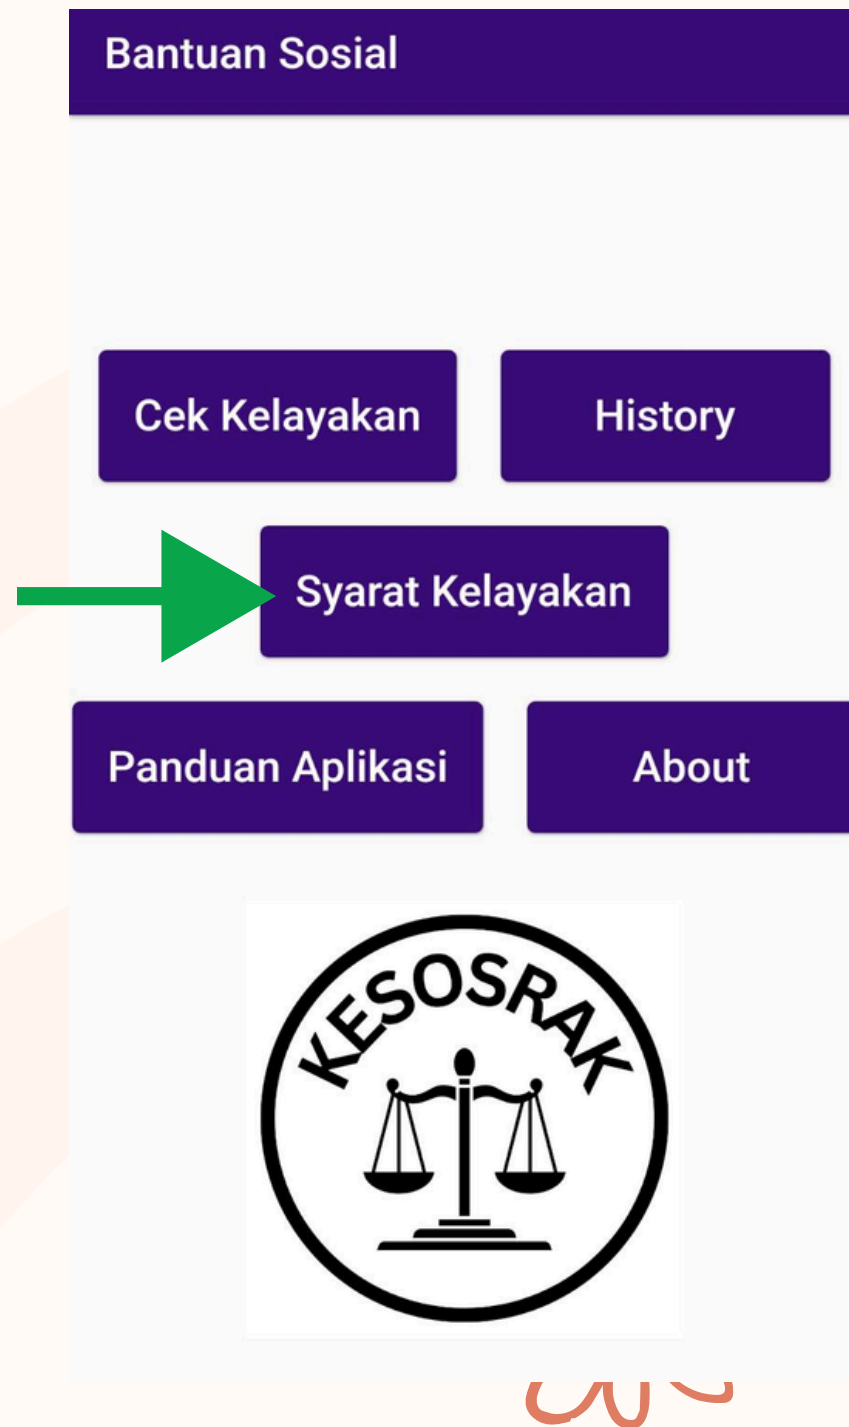 Bantuan Sosial
Cek Kelayakan
History
Syarat Kelayakan
Panduan Aplikasi
About
KESOSRAK